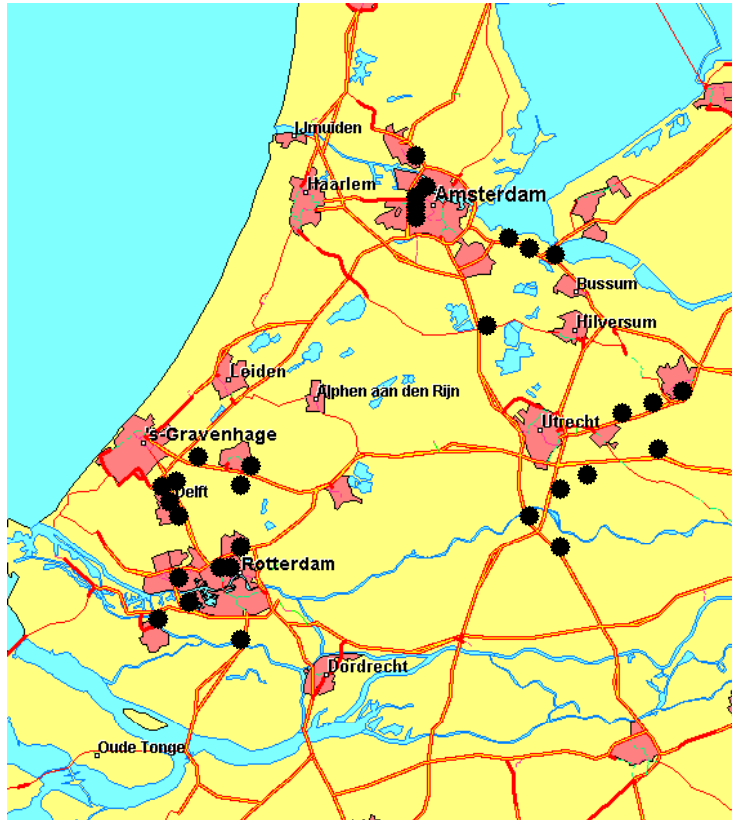 IJmuiden
Haarlem
Amsterdam
Bussum
Hilversum
Leiden
Alphen aan den Rijn
Utrecht
's-Gravenhage
Delft
Rotterdam
Dordrecht
Oude Tonge